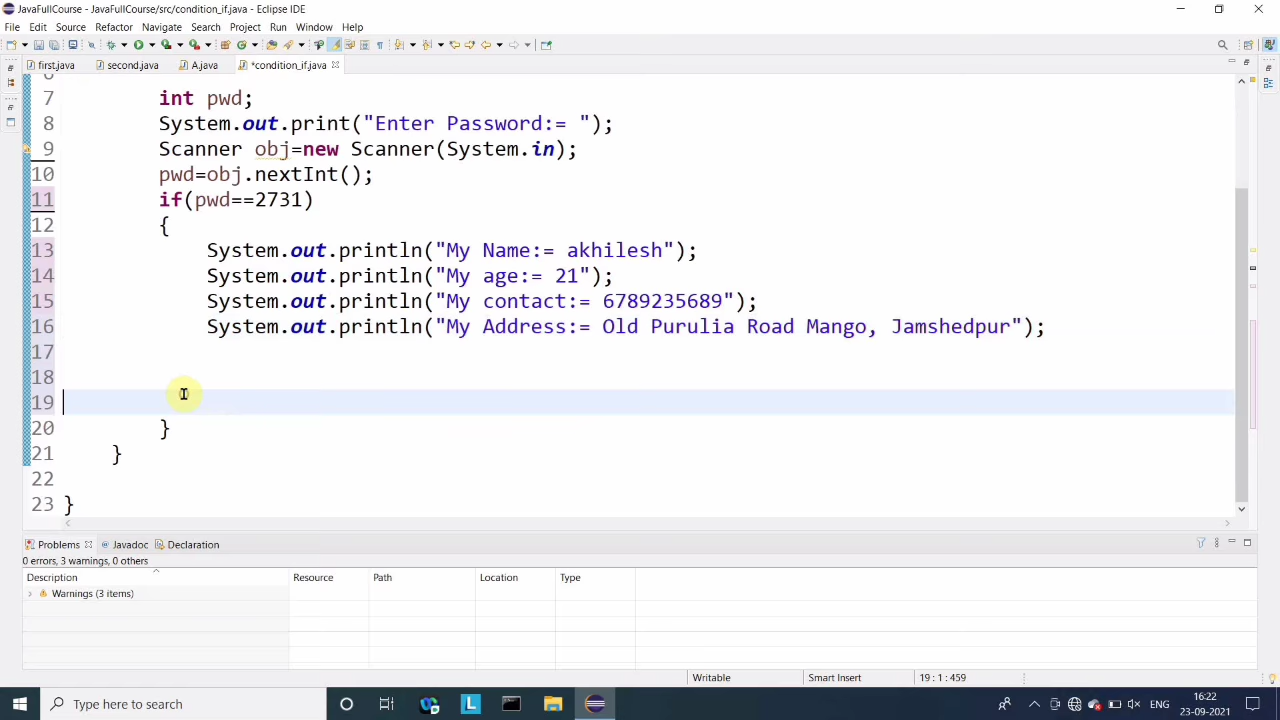 JavaFullCourse - JavaFullCourse/src/condition_if.java - Eclipse IDE
File Edit Source Refactor Navigate Search Project Run Window Help
first.java second.java A.java *condition_if.java
7 int pwd;
8 System.out.print("Enter Password:= ");
9 Scanner obj=new Scanner(System.in);
10 pwd=obj.nextInt();
11 if(pwd==2731)
12 {
13 System.out.println("My Name:= akhilesh");
14 System.out.println("My age:= 21");
15 System.out.println("My contact:= 6789235689");
16 System.out.println("My Address:= Old Purulia Road Mango, Jamshedpur");
17
18
19
20 }
21 }
22
23 }
Problems Javadoc Declaration
0 errors, 3 warnings, 0 others
Description Resource Path Location Type
Warnings (3 items)
Writable Smart Insert 19 : 1 : 459
Type here to search
ENG
16:22
23-09-2021